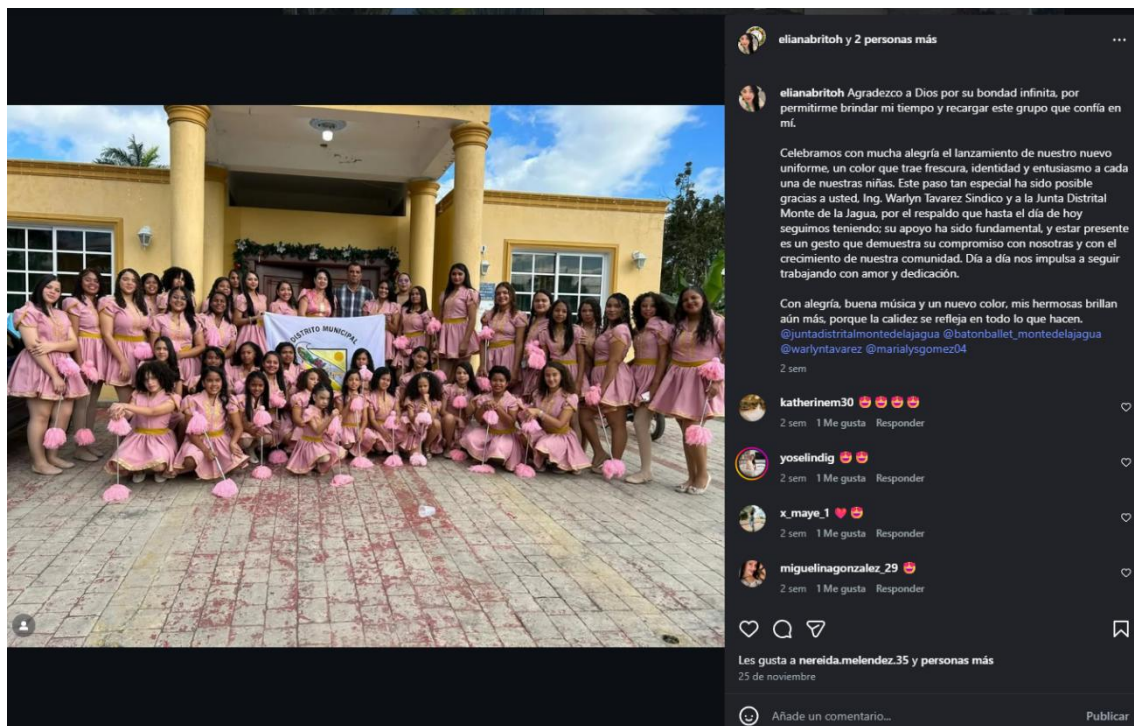 elianabritoh y 2 personas más
elianabritoh Agradezco a Dios por su bondad infinita, por
permitirme brindar mi tiempo y recargar este grupo que confía en
mí.
Celebramos con mucha alegría el lanzamiento de nuestro nuevo
uniforme, un color que trae frescura, identidad y entusiasmo a cada
una de nuestras niñas. Este paso tan especial ha sido posible
gracias a usted, Ing. Warlyn Tavarez Sindico y a la Junta Distrital
Monte de la Jagua, por el respaldo que hasta el día de hoy
seguimos teniendo; su apoyo ha sido fundamental, y estar presente
es un gesto que demuestra su compromiso con nosotras y con el
crecimiento de nuestra comunidad. Día a día nos impulsa a seguir
trabajando con amor y dedicación.
Con alegría, buena música y un nuevo color, mis hermosas brillan
aún más, porque la calidez se refleja en todo lo que hacen.
@juntadistritalmontedelajagua @batonballet_montedelajagua
@warlyntavarez @marialysgomez04
2 sem
katherinem30 😍😍😍😍
2 sem 1 Me gusta Responder
yoselindig 😍😍
2 sem 1 Me gusta Responder
x_maye_1 ❤️😍
2 sem 1 Me gusta Responder
miguelinagonzalez_29 😍
2 sem 1 Me gusta Responder
Les gusta a nereida.melendez.35 y personas más
25 de noviembre
Añade un comentario... Publicar
DISTRITO MUNICIPAL